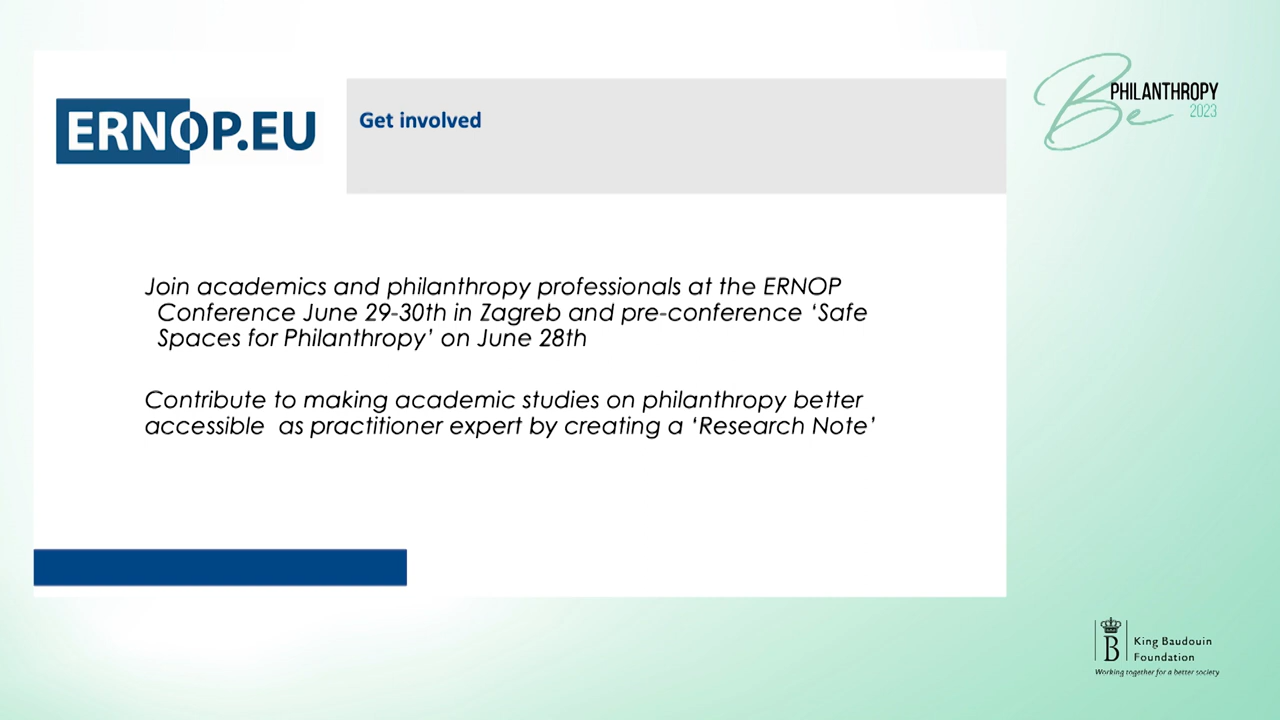 ERNOP.EU
Get involved
Be
PHILANTHROPY
2023
Join academics and philanthropy professionals at the ERNOP
Conference June 29-30th in Zagreb and pre-conference ‘Safe
Spaces for Philanthropy’ on June 28th
Contribute to making academic studies on philanthropy better
accessible  as practitioner expert by creating a ‘Research Note’
B
King Baudouin
Foundation
Working together for a better society